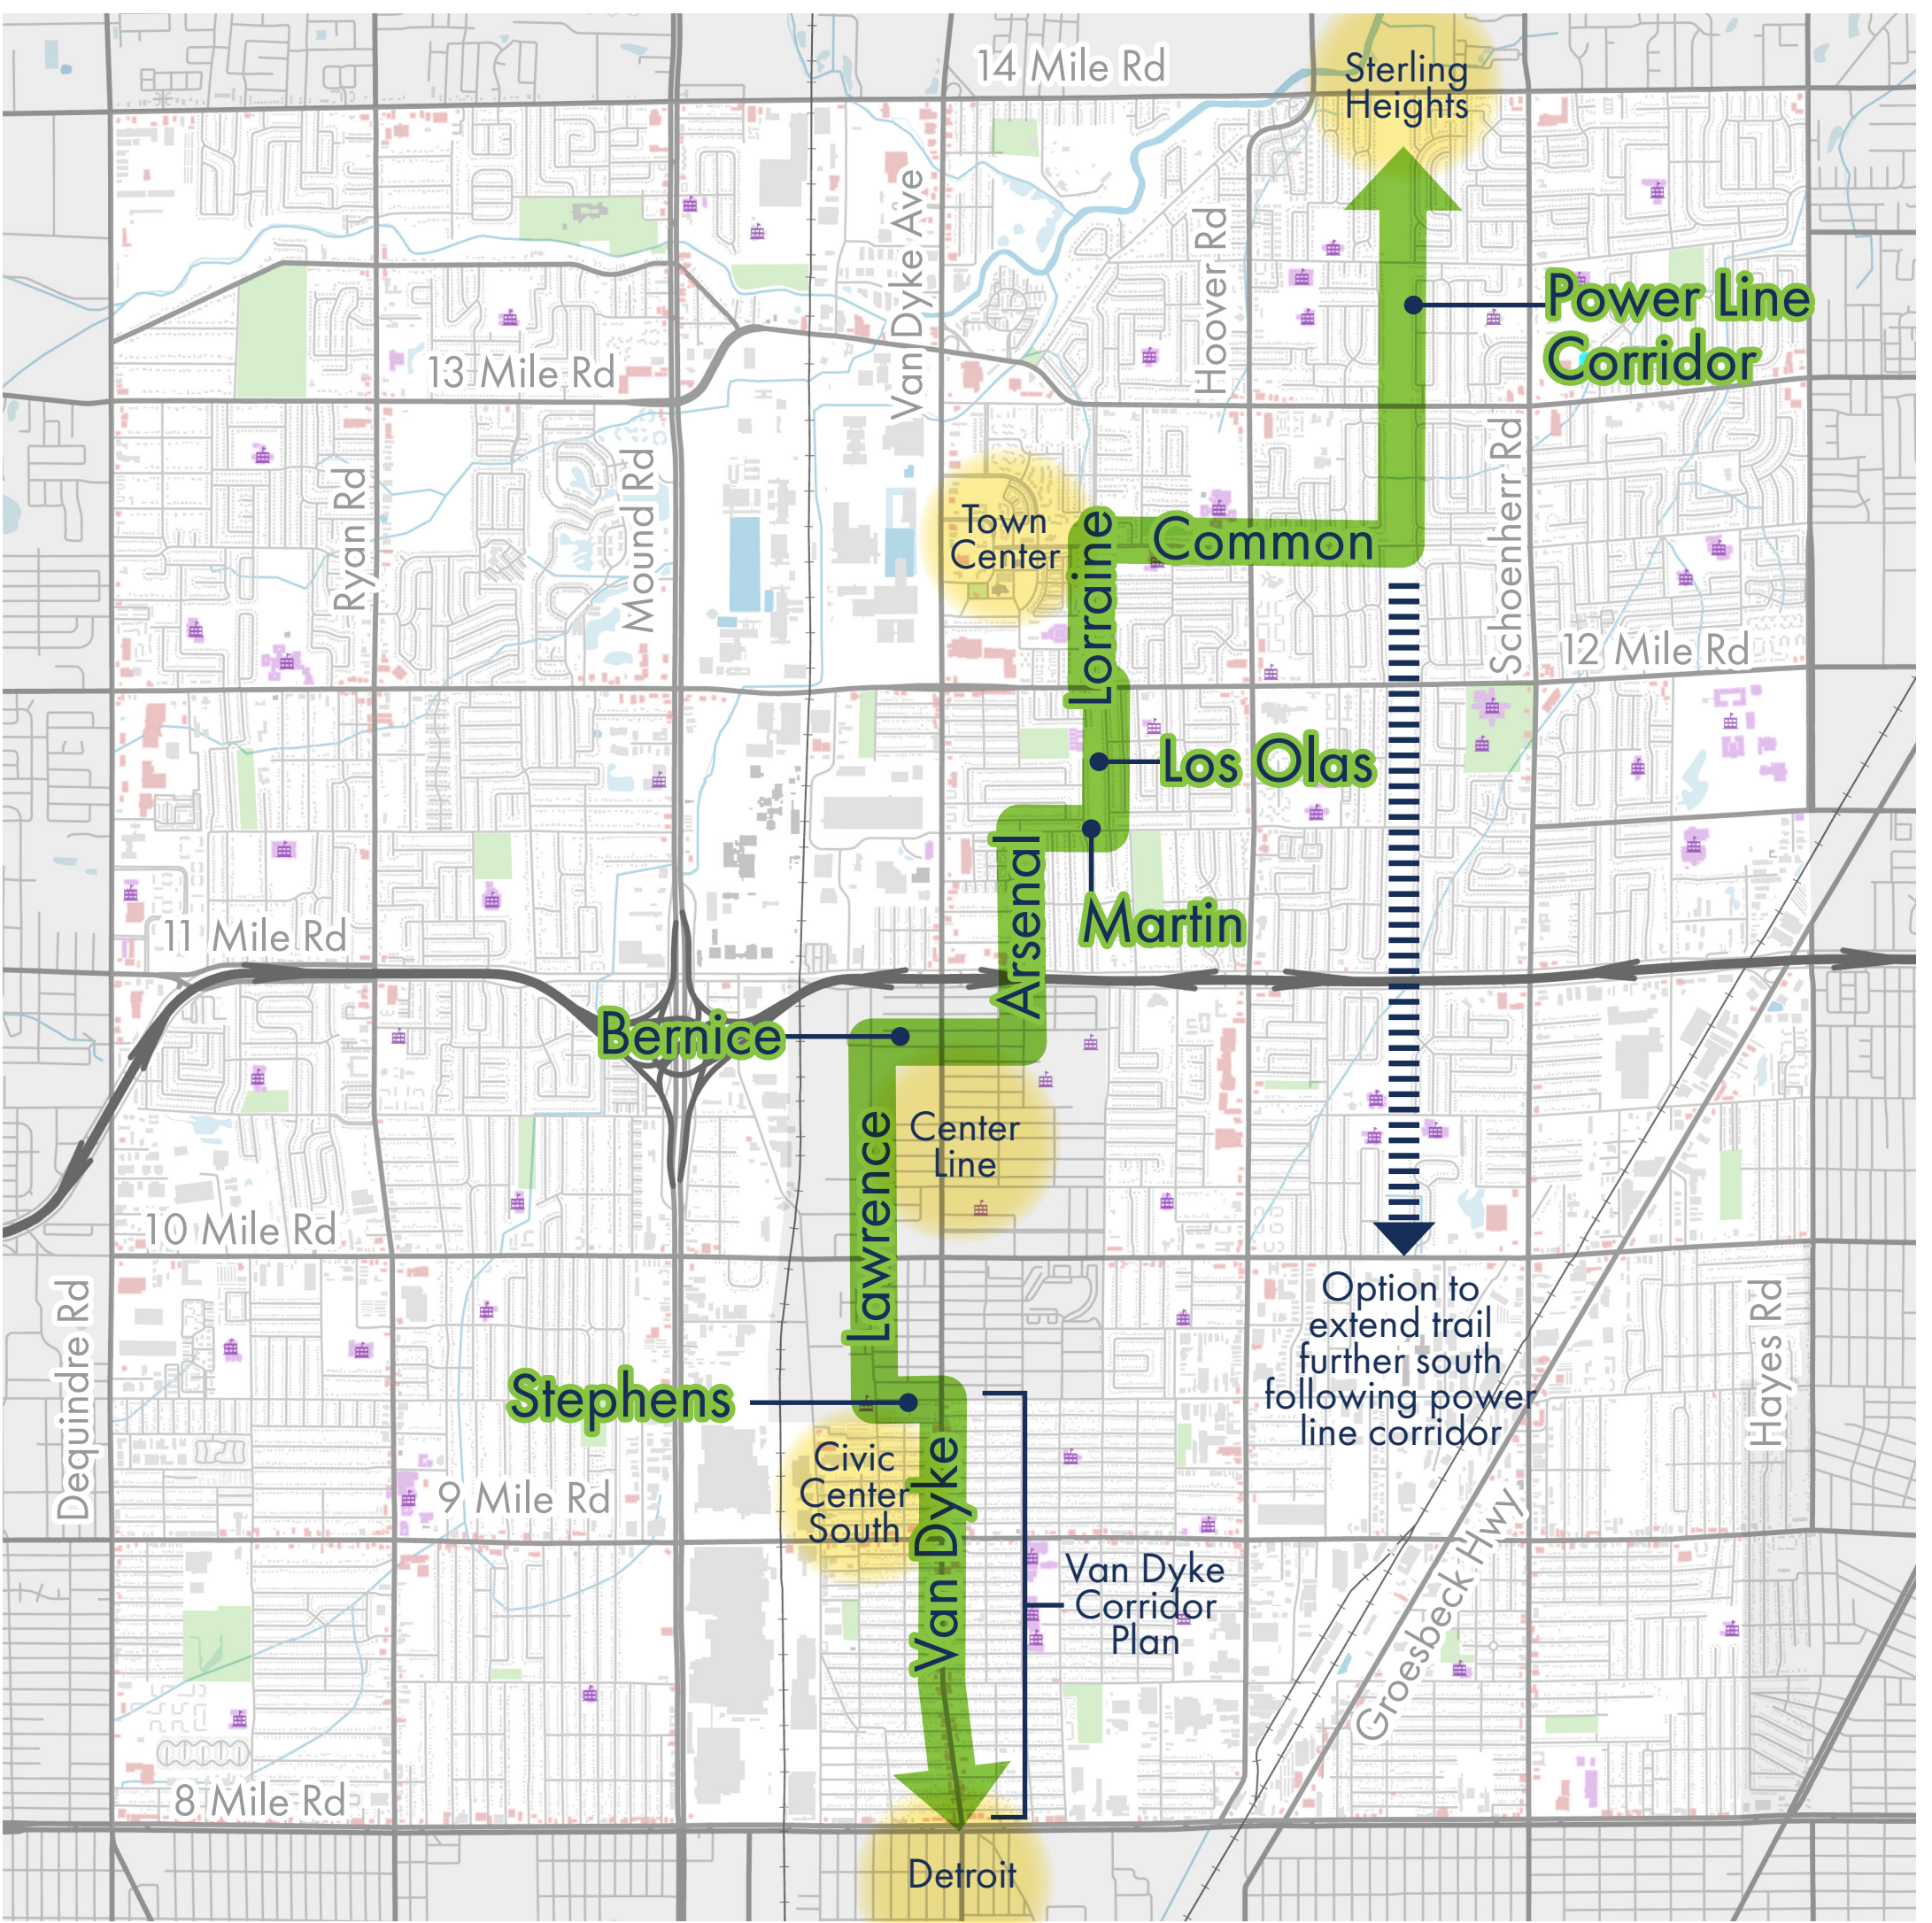 14 Mile Rd
Sterling
Heights
Van Dyke Ave
Hoover Rd
Power Line
Corridor
13 Mile Rd
Ryan Rd
Mound Rd
Schoenherr Rd
Town
Center
Lorraine
Common
12 Mile Rd
Los Olas
Arsenal
Martin
11 Mile Rd
Bernice
Center
Line
Lawrence
10 Mile Rd
Dequindre Rd
Option to
extend trail
further south
following power
line corridor
Hayes Rd
Stephens
Civic
Center
South
9 Mile Rd
Van Dyke
Van Dyke
Corridor
Plan
Groesbeck Hwy
8 Mile Rd
Detroit